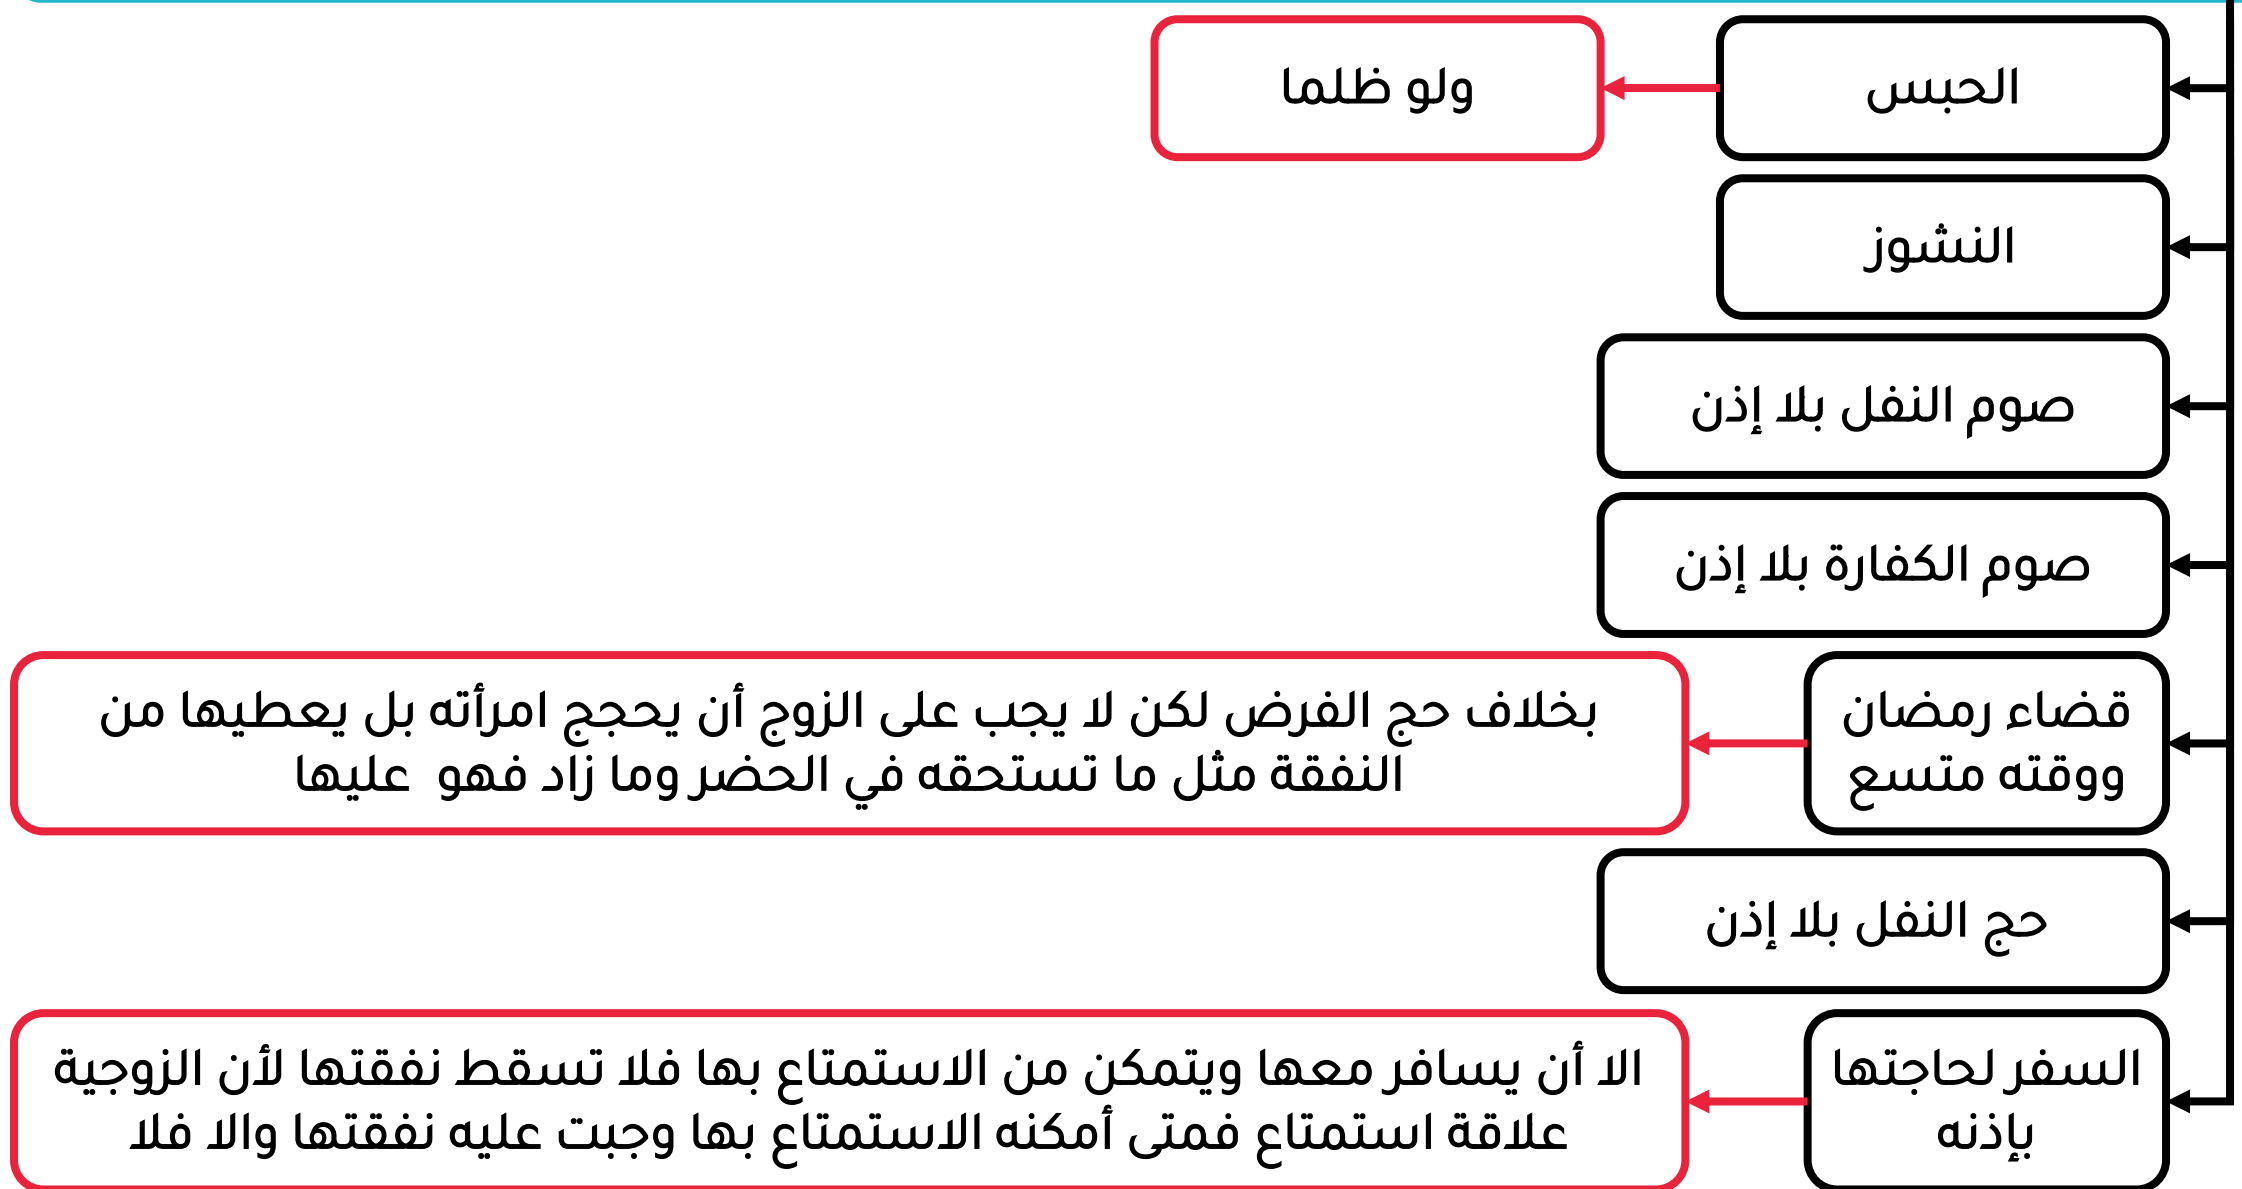 الحبس
ولو ظلما
النشوز
صوم النفل بلا إذن
صوم الكفارة بلا إذن
قضاء رمضان
ووقته متسع
بخلاف حج الفرض لكن لا يجب على الزوج أن يحجج امرأته بل يعطيها من
النفقة مثل ما تستحقه في الحضر وما زاد فهو عليها
حج النفل بلا إذن
السفر لحاجتها
بإذنه
الا أن يسافر معها ويتمكن من الاستمتاع بها فلا تسقط نفقتها لأن الزوجية
علاقة استمتاع فمتى أمكنه الاستمتاع بها وجبت عليه نفقتها والا فلا